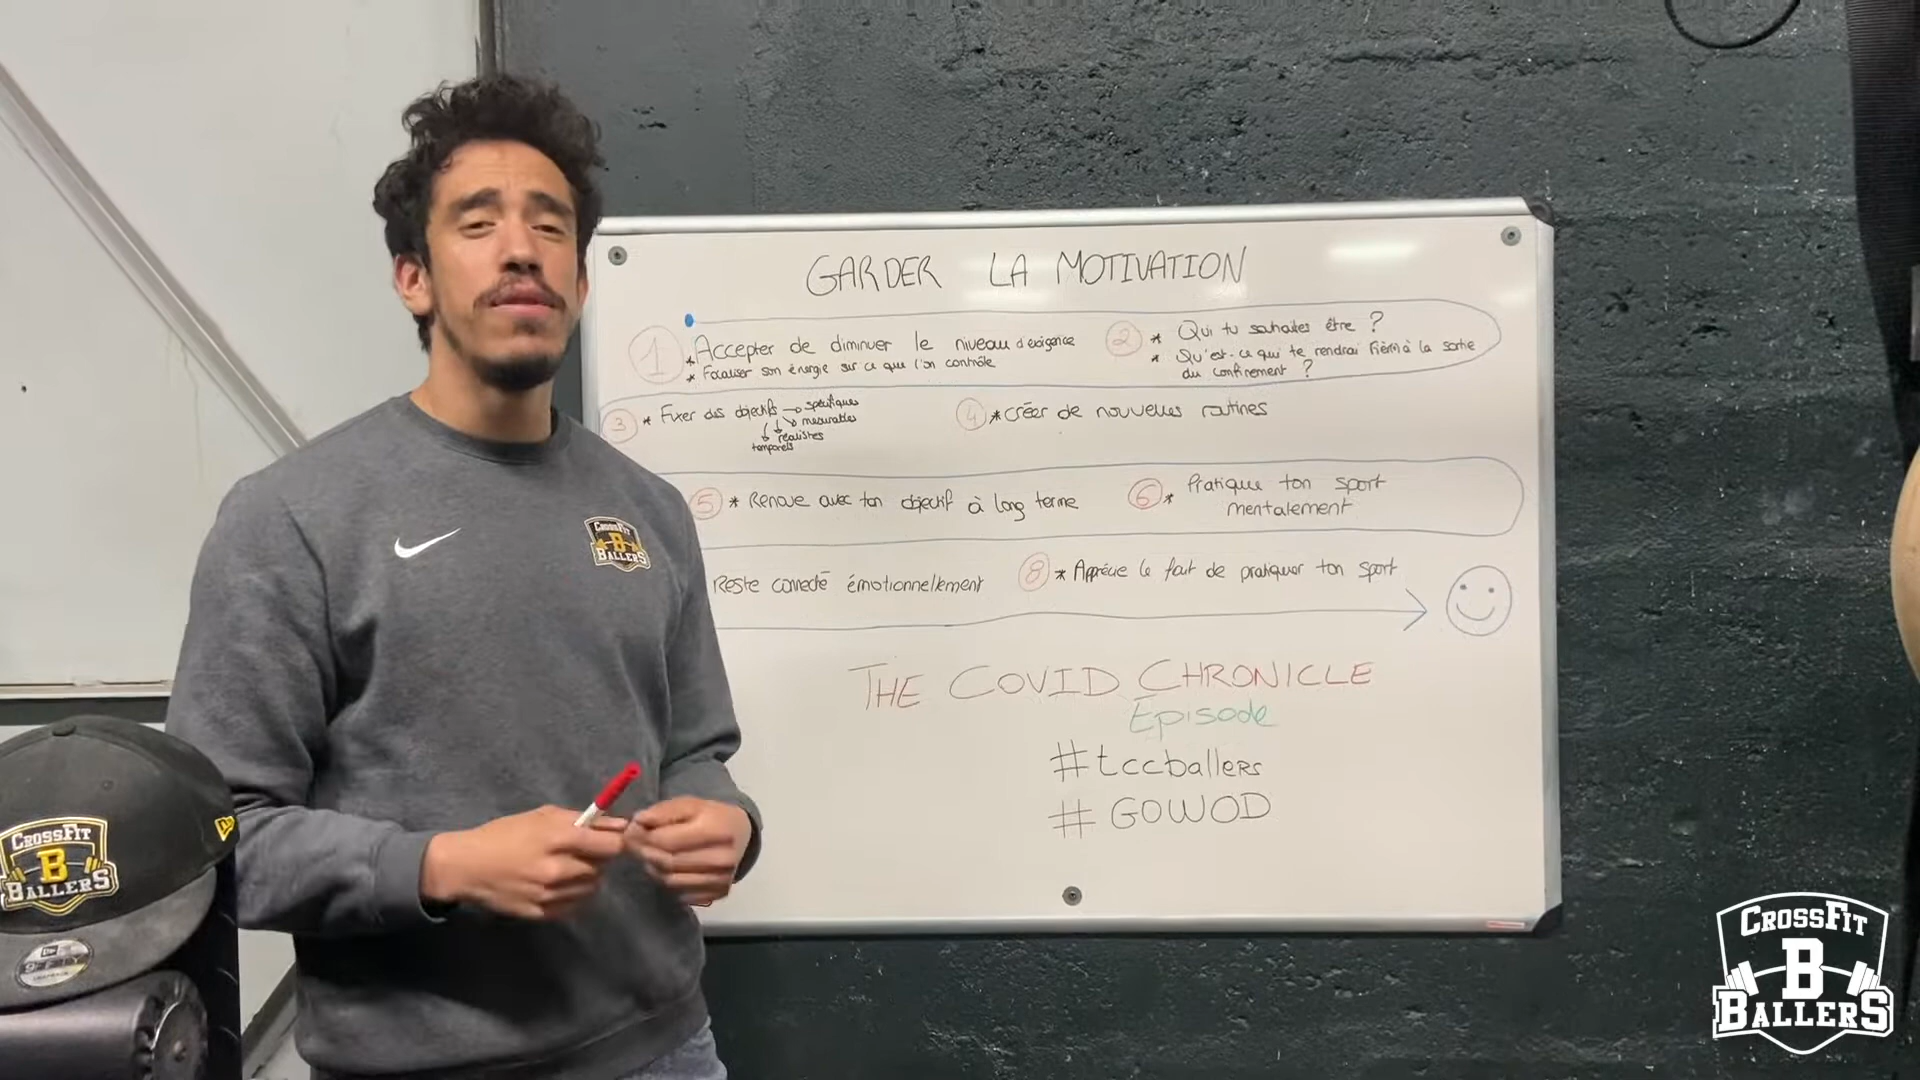 GARDER LA MOTIVATION
1 * Accepter de diminuer le niveau d'exigence
* Focaliser son énergie sur ce que l'on contrôle
2 * Qui tu souhaites être ?
* Qu'est-ce qui te rendrai fièr(e) à la sortie
du confinement ?
3 * Fixer des objectifs → spécifiques
mesurables
réalistes
temporels
4 * créer de nouvelles routines
5 * Renoue avec ton objectif à long terme
6 * Pratique ton sport
mentalement
Reste connecté émotionnellement
8 * Apprécie le fait de pratiquer ton sport
THE COVID CHRONICLE
Episode
#tccballers
#GOWOD
CROSSFIT
B
BALLERS
CROSSFIT
B
BALLERS
9FIFTY
CROSSFIT
B
BALLERS